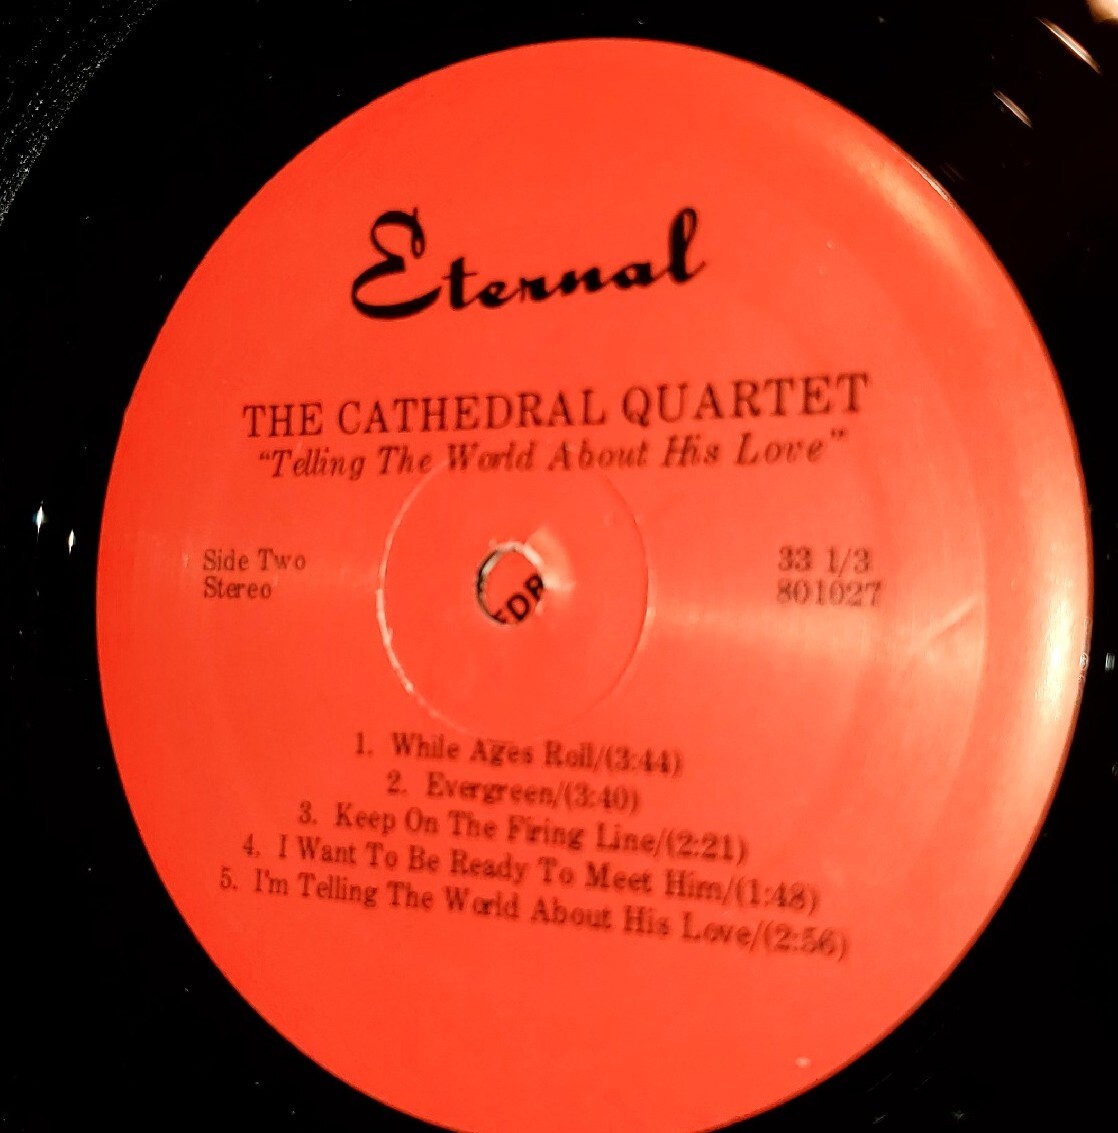 Eternal
THE CATHEDRAL QUARTET
"Telling The World About His Love"
Side Two
Stereo
33 1/3
801027
1. While Ages Roll/(3:44)
2. Evergreen/(3:40)
3. Keep On The Firing Line/(2:21)
4. I Want To Be Ready To Meet Him/(1:48)
5. I'm Telling The World About His Love/(2:56)